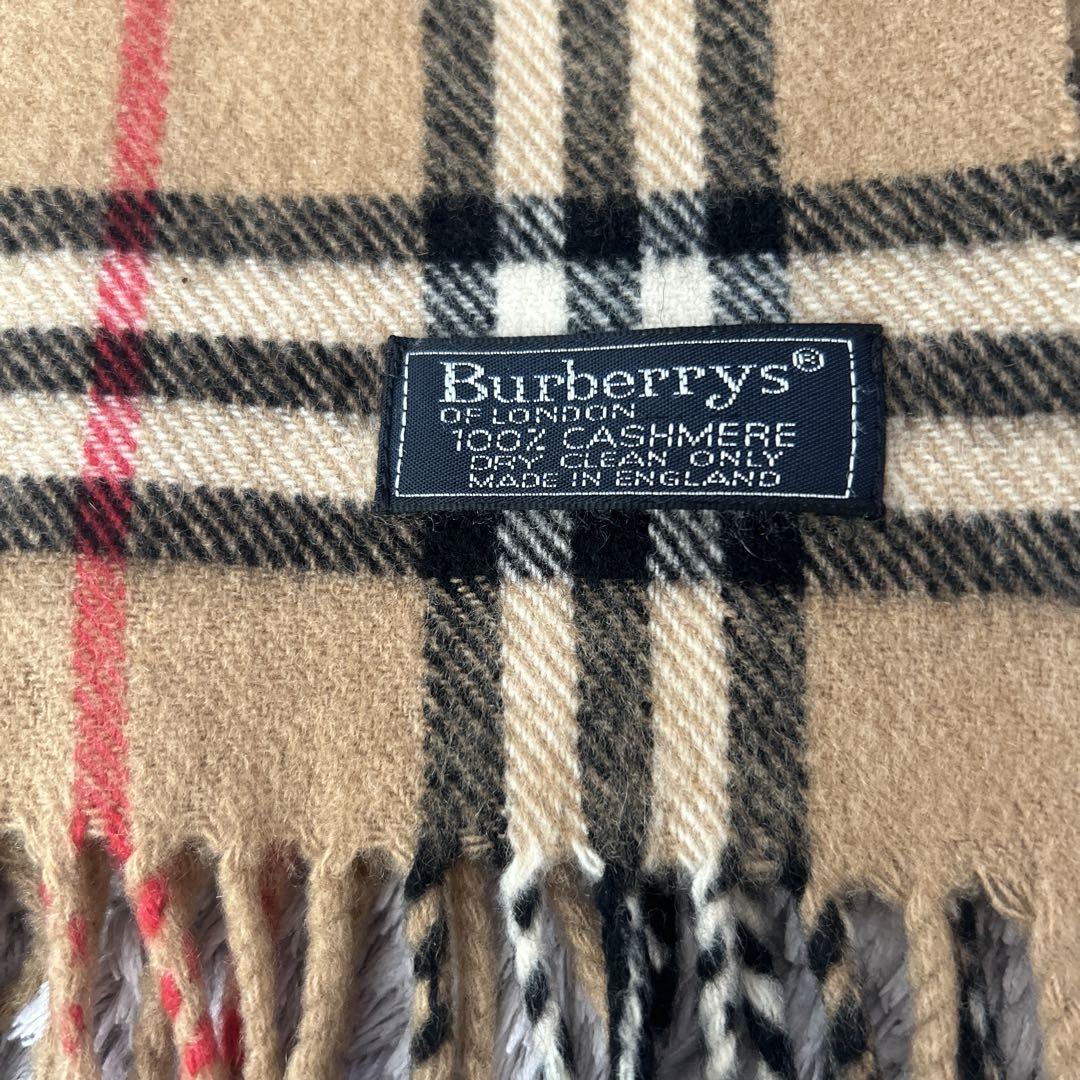 Burberrys®
OF LONDON
100% CASHMERE
DRY CLEAN ONLY
MADE IN ENGLAND